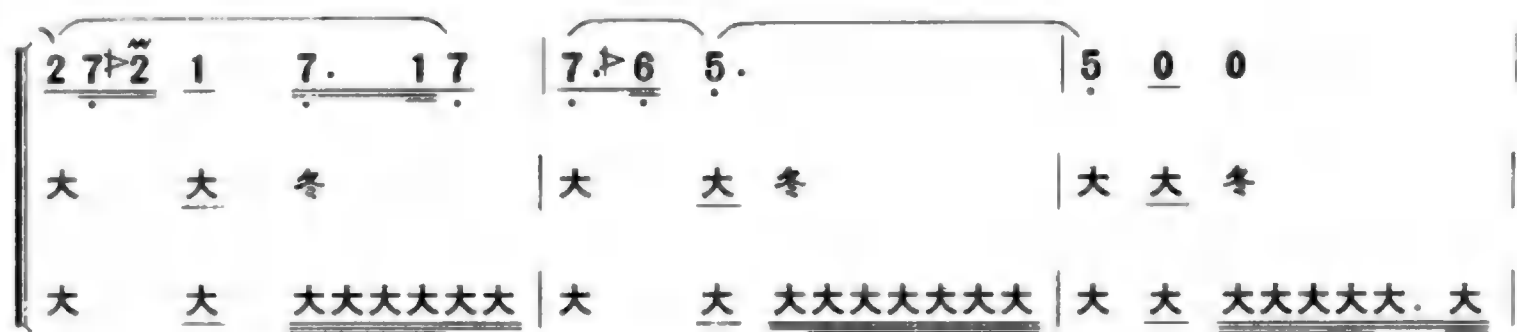 2 7 2 1 7. 1 7 | 7. 6 5. | 5 0 0 |
大 大 冬 | 大 大 冬 | 大 大 冬 |
大 大 大大大大大大 | 大 大 大大大大大大大 | 大 大 大大大大大. 大 |